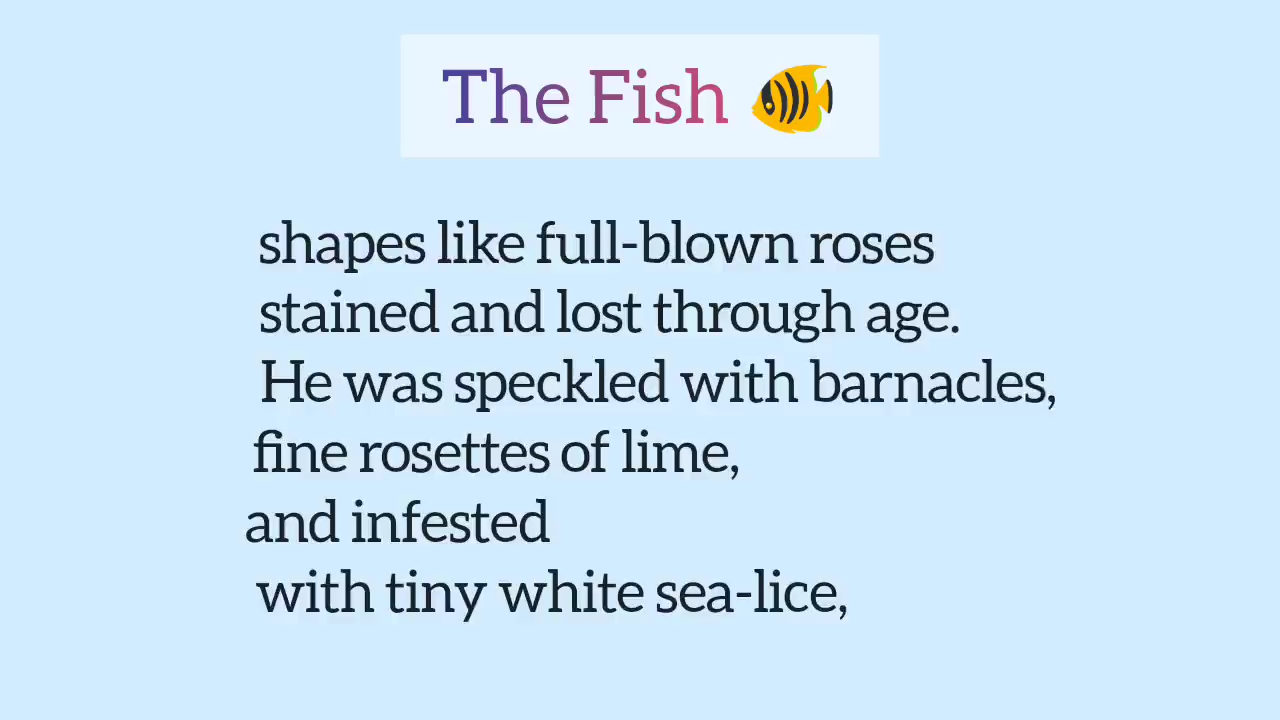 The Fish 🐠
shapes like full-blown roses
stained and lost through age.
He was speckled with barnacles,
fine rosettes of lime,
and infested
with tiny white sea-lice,